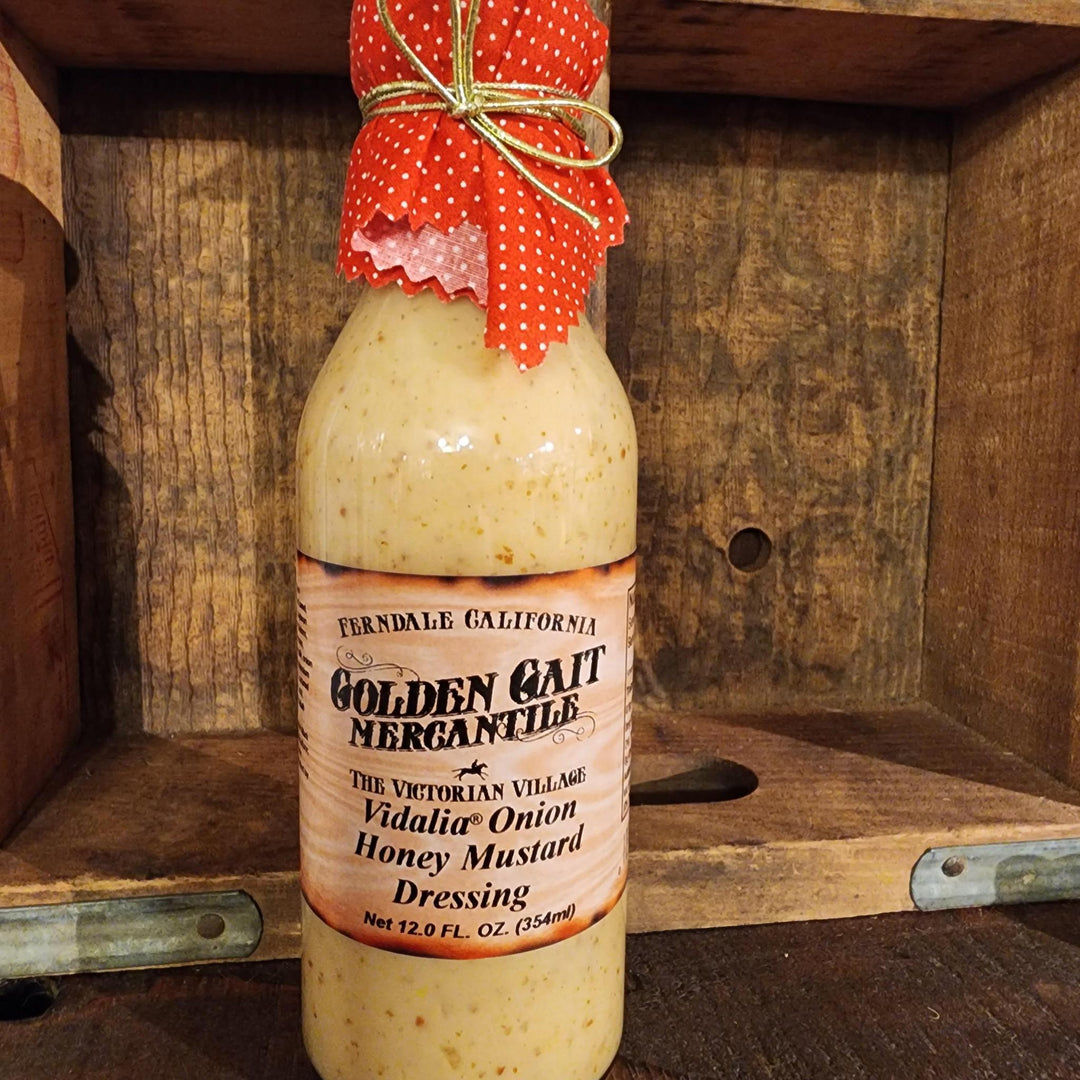 FERNDALE CALIFORNIA
GOLDEN GAIT
MERCANTILE
THE VICTORIAN VILLAGE
Vidalia® Onion
Honey Mustard
Dressing
Net 12.0 FL. OZ. (354ml)